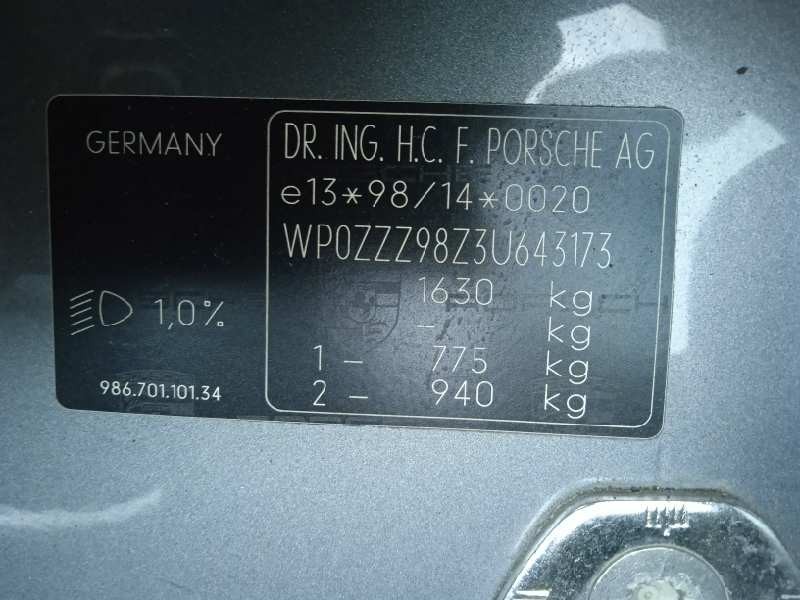 GERMANY
1,0%
986.701.101.34
DR. ING. H.C. F. PORSCHE AG
e13*98/14*0020
WP0ZZZ98Z3U643173
1630 kg
- kg
1 - 775 kg
2 - 940 kg